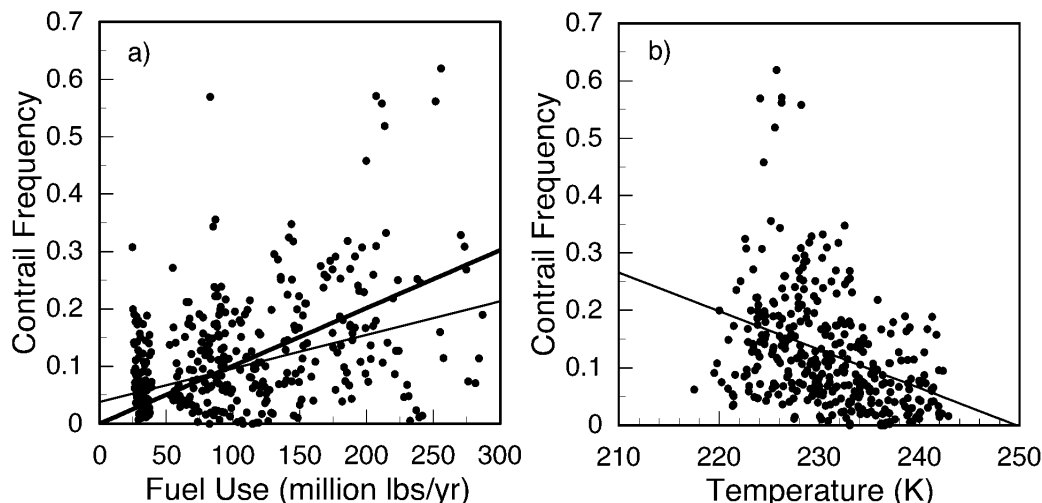 a)
Contrail Frequency
0.7
0.6
0.5
0.4
0.3
0.2
0.1
0
0 50 100 150 200 250 300
Fuel Use (million lbs/yr)
b)
Contrail Frequency
0.7
0.6
0.5
0.4
0.3
0.2
0.1
0
210 220 230 240 250
Temperature (K)